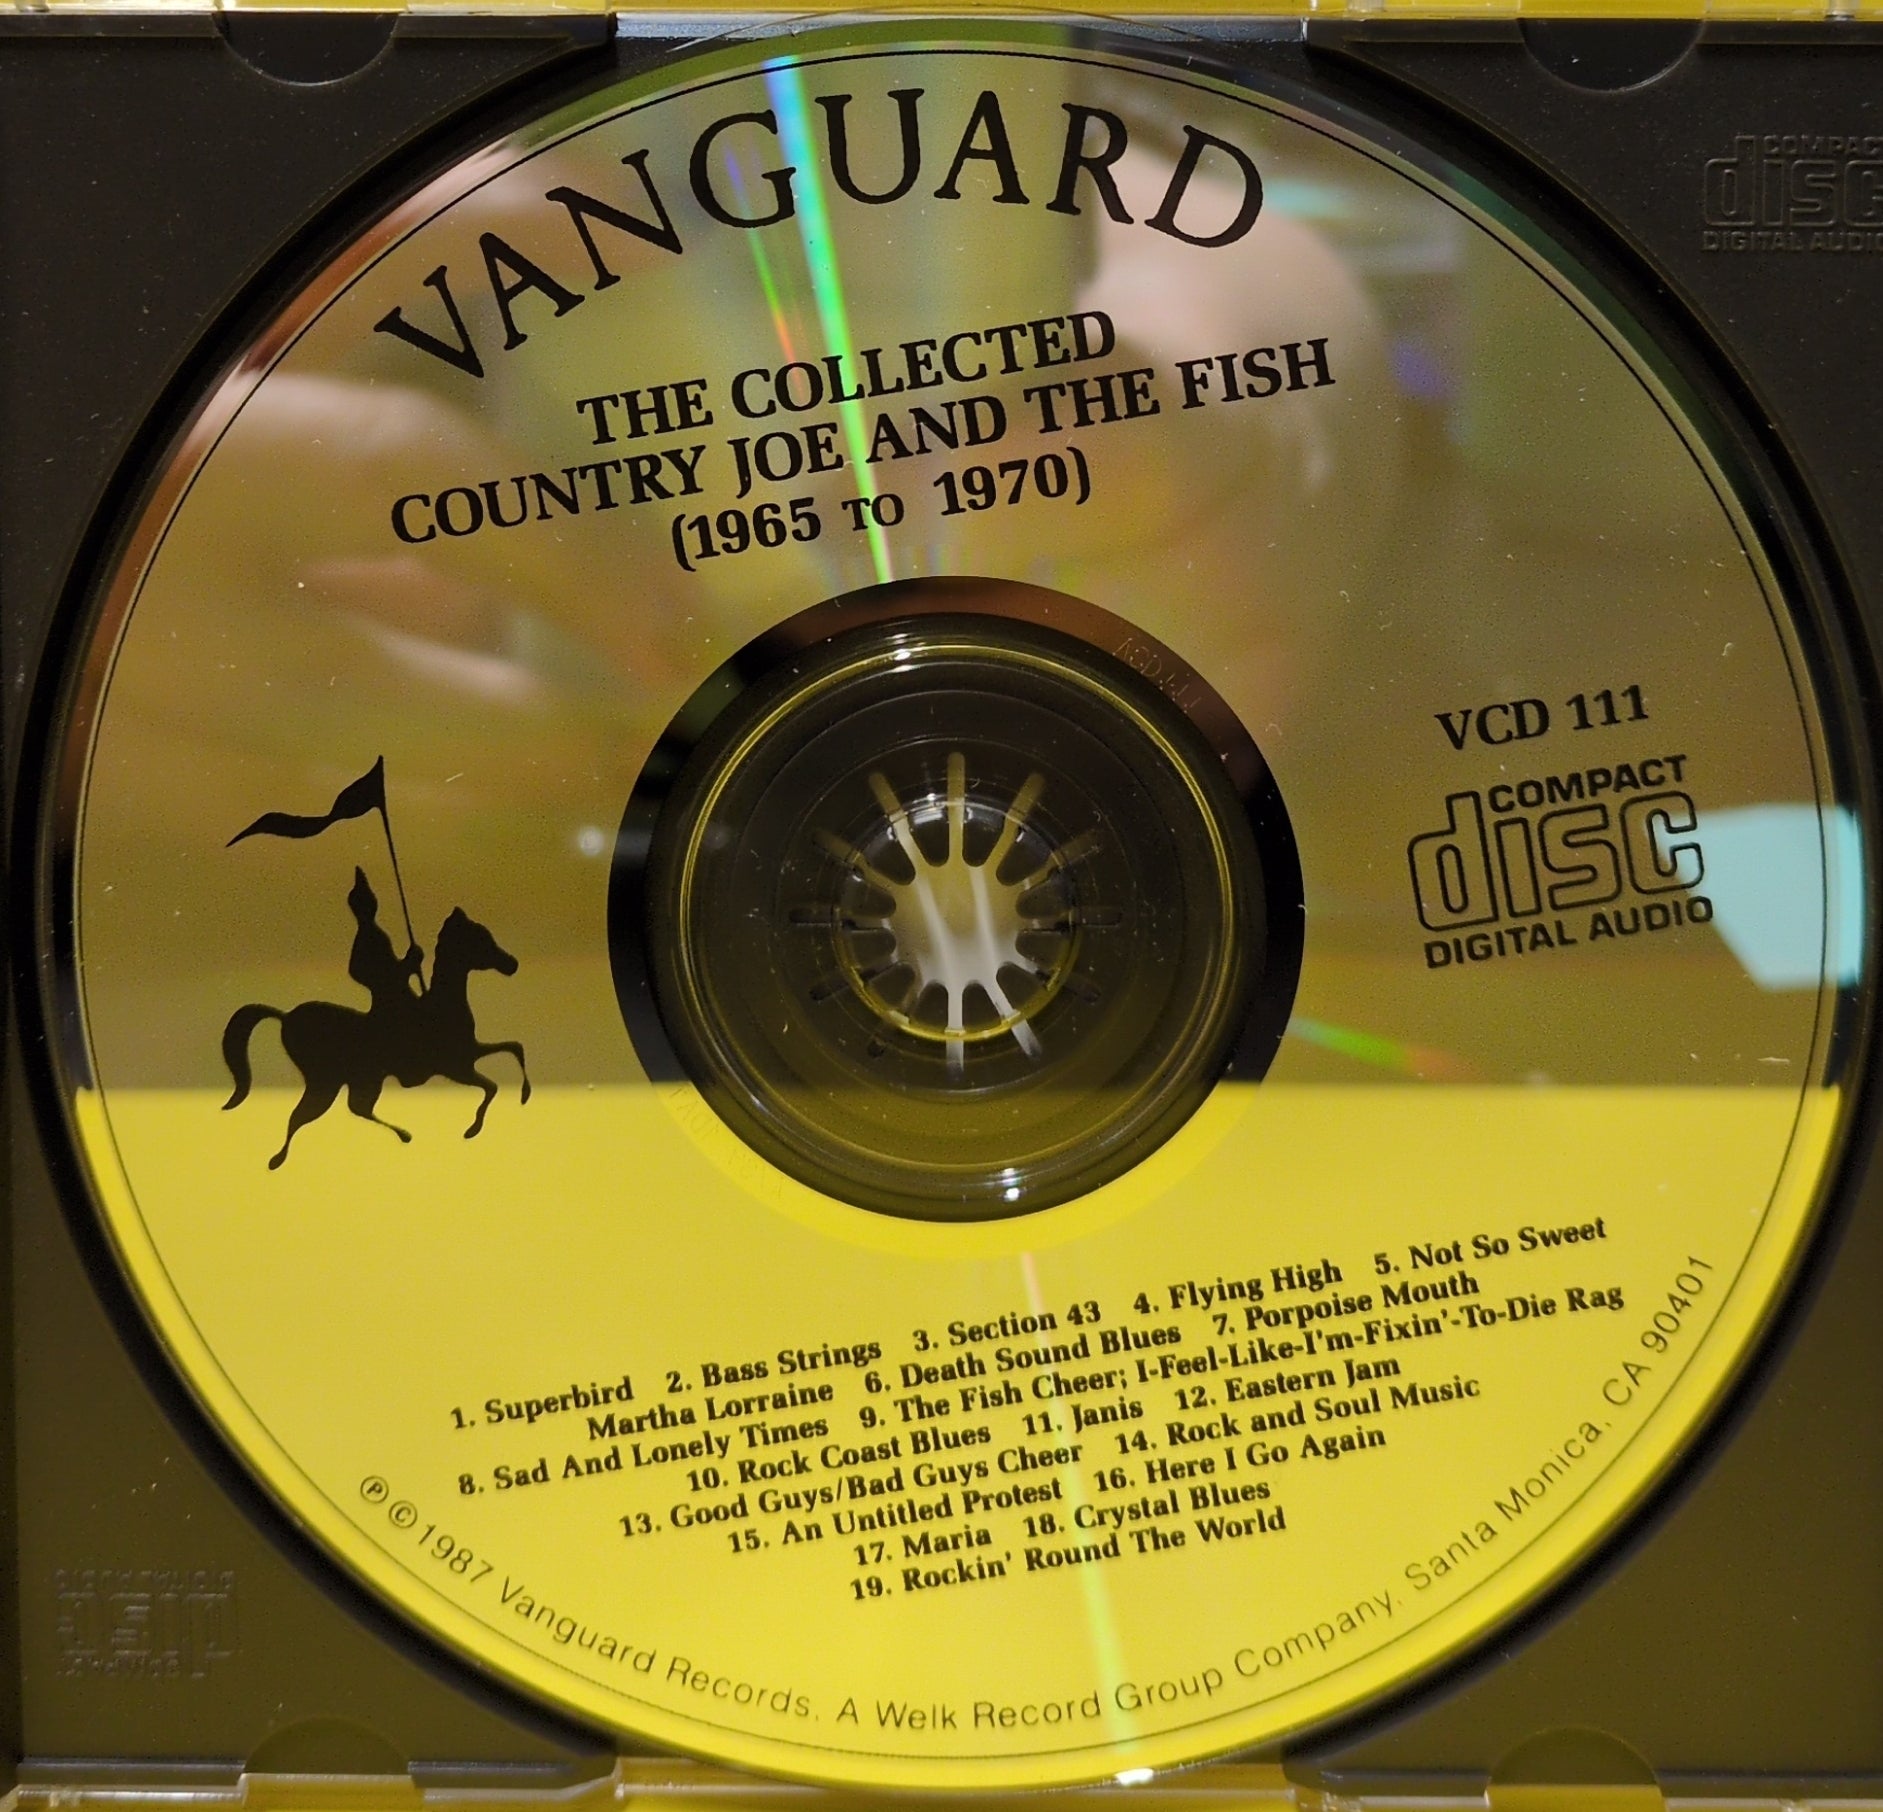 VANGUARD
THE COLLECTED
COUNTRY JOE AND THE FISH
(1965 TO 1970)
VCD 111
COMPACT
disc
DIGITAL AUDIO
1. Superbird 2. Bass Strings 3. Section 43 4. Flying High 5. Not So Sweet
Martha Lorraine 6. Death Sound Blues 7. Porpoise Mouth
8. Sad And Lonely Times 9. The Fish Cheer; I-Feel-Like-I'm-Fixin'-To-Die Rag
10. Rock Coast Blues 11. Janis 12. Eastern Jam
13. Good Guys/Bad Guys Cheer 14. Rock and Soul Music
15. An Untitled Protest 16. Here I Go Again
17. Maria 18. Crystal Blues
19. Rockin' Round The World
℗ © 1987 Vanguard Records, A Welk Record Group Company, Santa Monica, CA 90401
COMPACT
disc
DIGITAL AUDIO